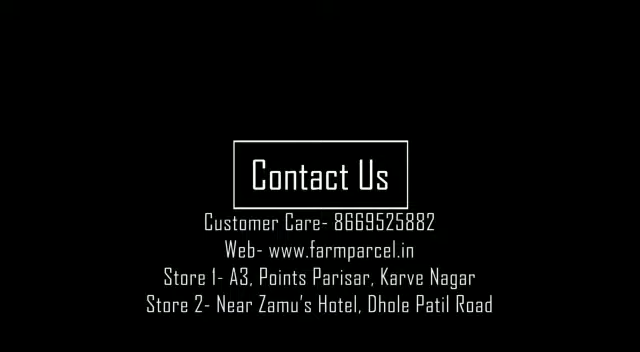 Contact Us
Customer Care- 8669525882
Web- www.farmparcel.in
Store 1- A3, Points Parisar, Karve Nagar
Store 2- Near Zamu's Hotel, Dhole Patil Road